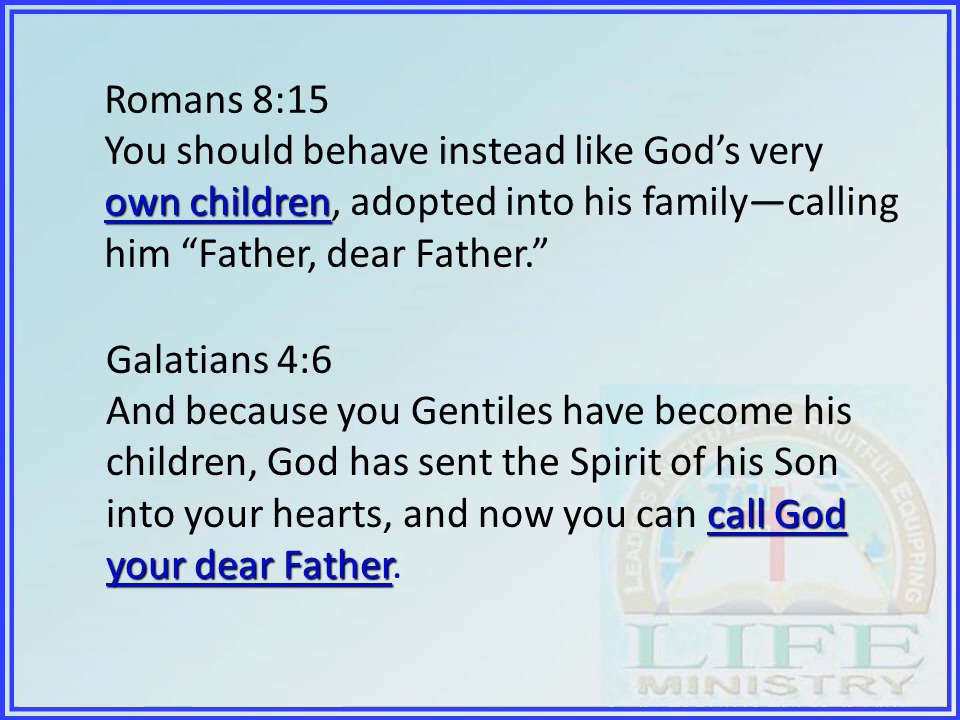 Romans 8:15
You should behave instead like God’s very
own children, adopted into his family—calling
him “Father, dear Father.”
Galatians 4:6
And because you Gentiles have become his
children, God has sent the Spirit of his Son
into your hearts, and now you can call God
your dear Father.
FRUITFUL EQUIPPING
LIFE
MINISTRY